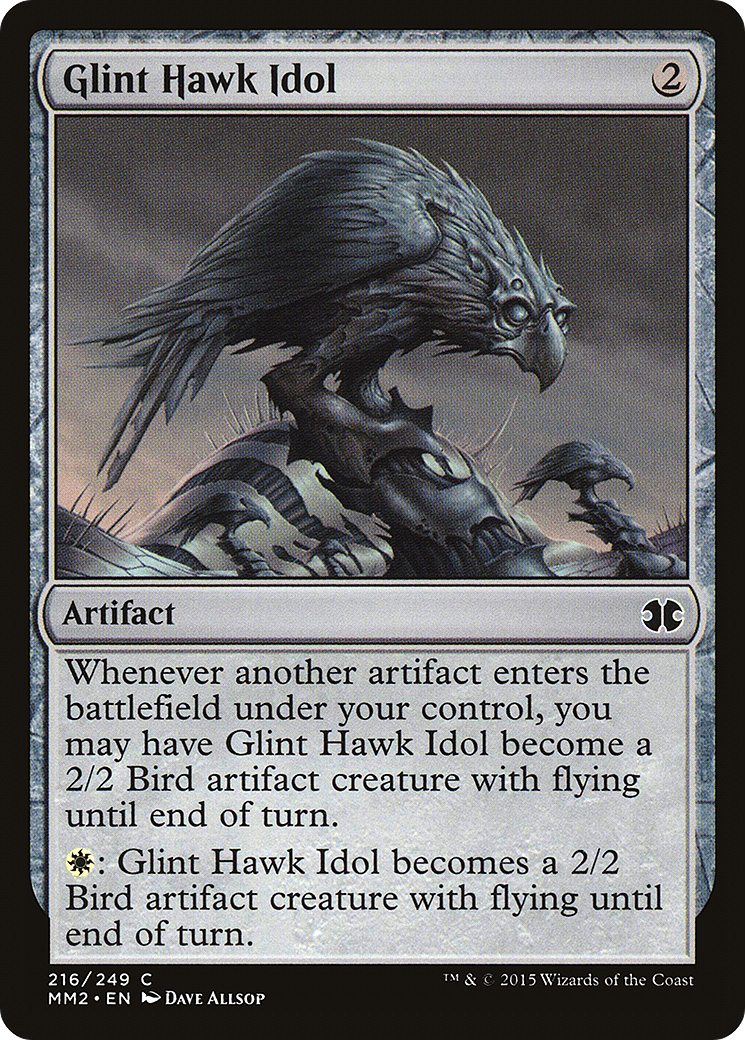 Glint Hawk Idol 2
Artifact
Whenever another artifact enters the
battlefield under your control, you
may have Glint Hawk Idol become a
2/2 Bird artifact creature with flying
until end of turn.
: Glint Hawk Idol becomes a 2/2
Bird artifact creature with flying until
end of turn.
216/249 C
™ & © 2015 Wizards of the Coast
MM2 • EN Dave Allsop